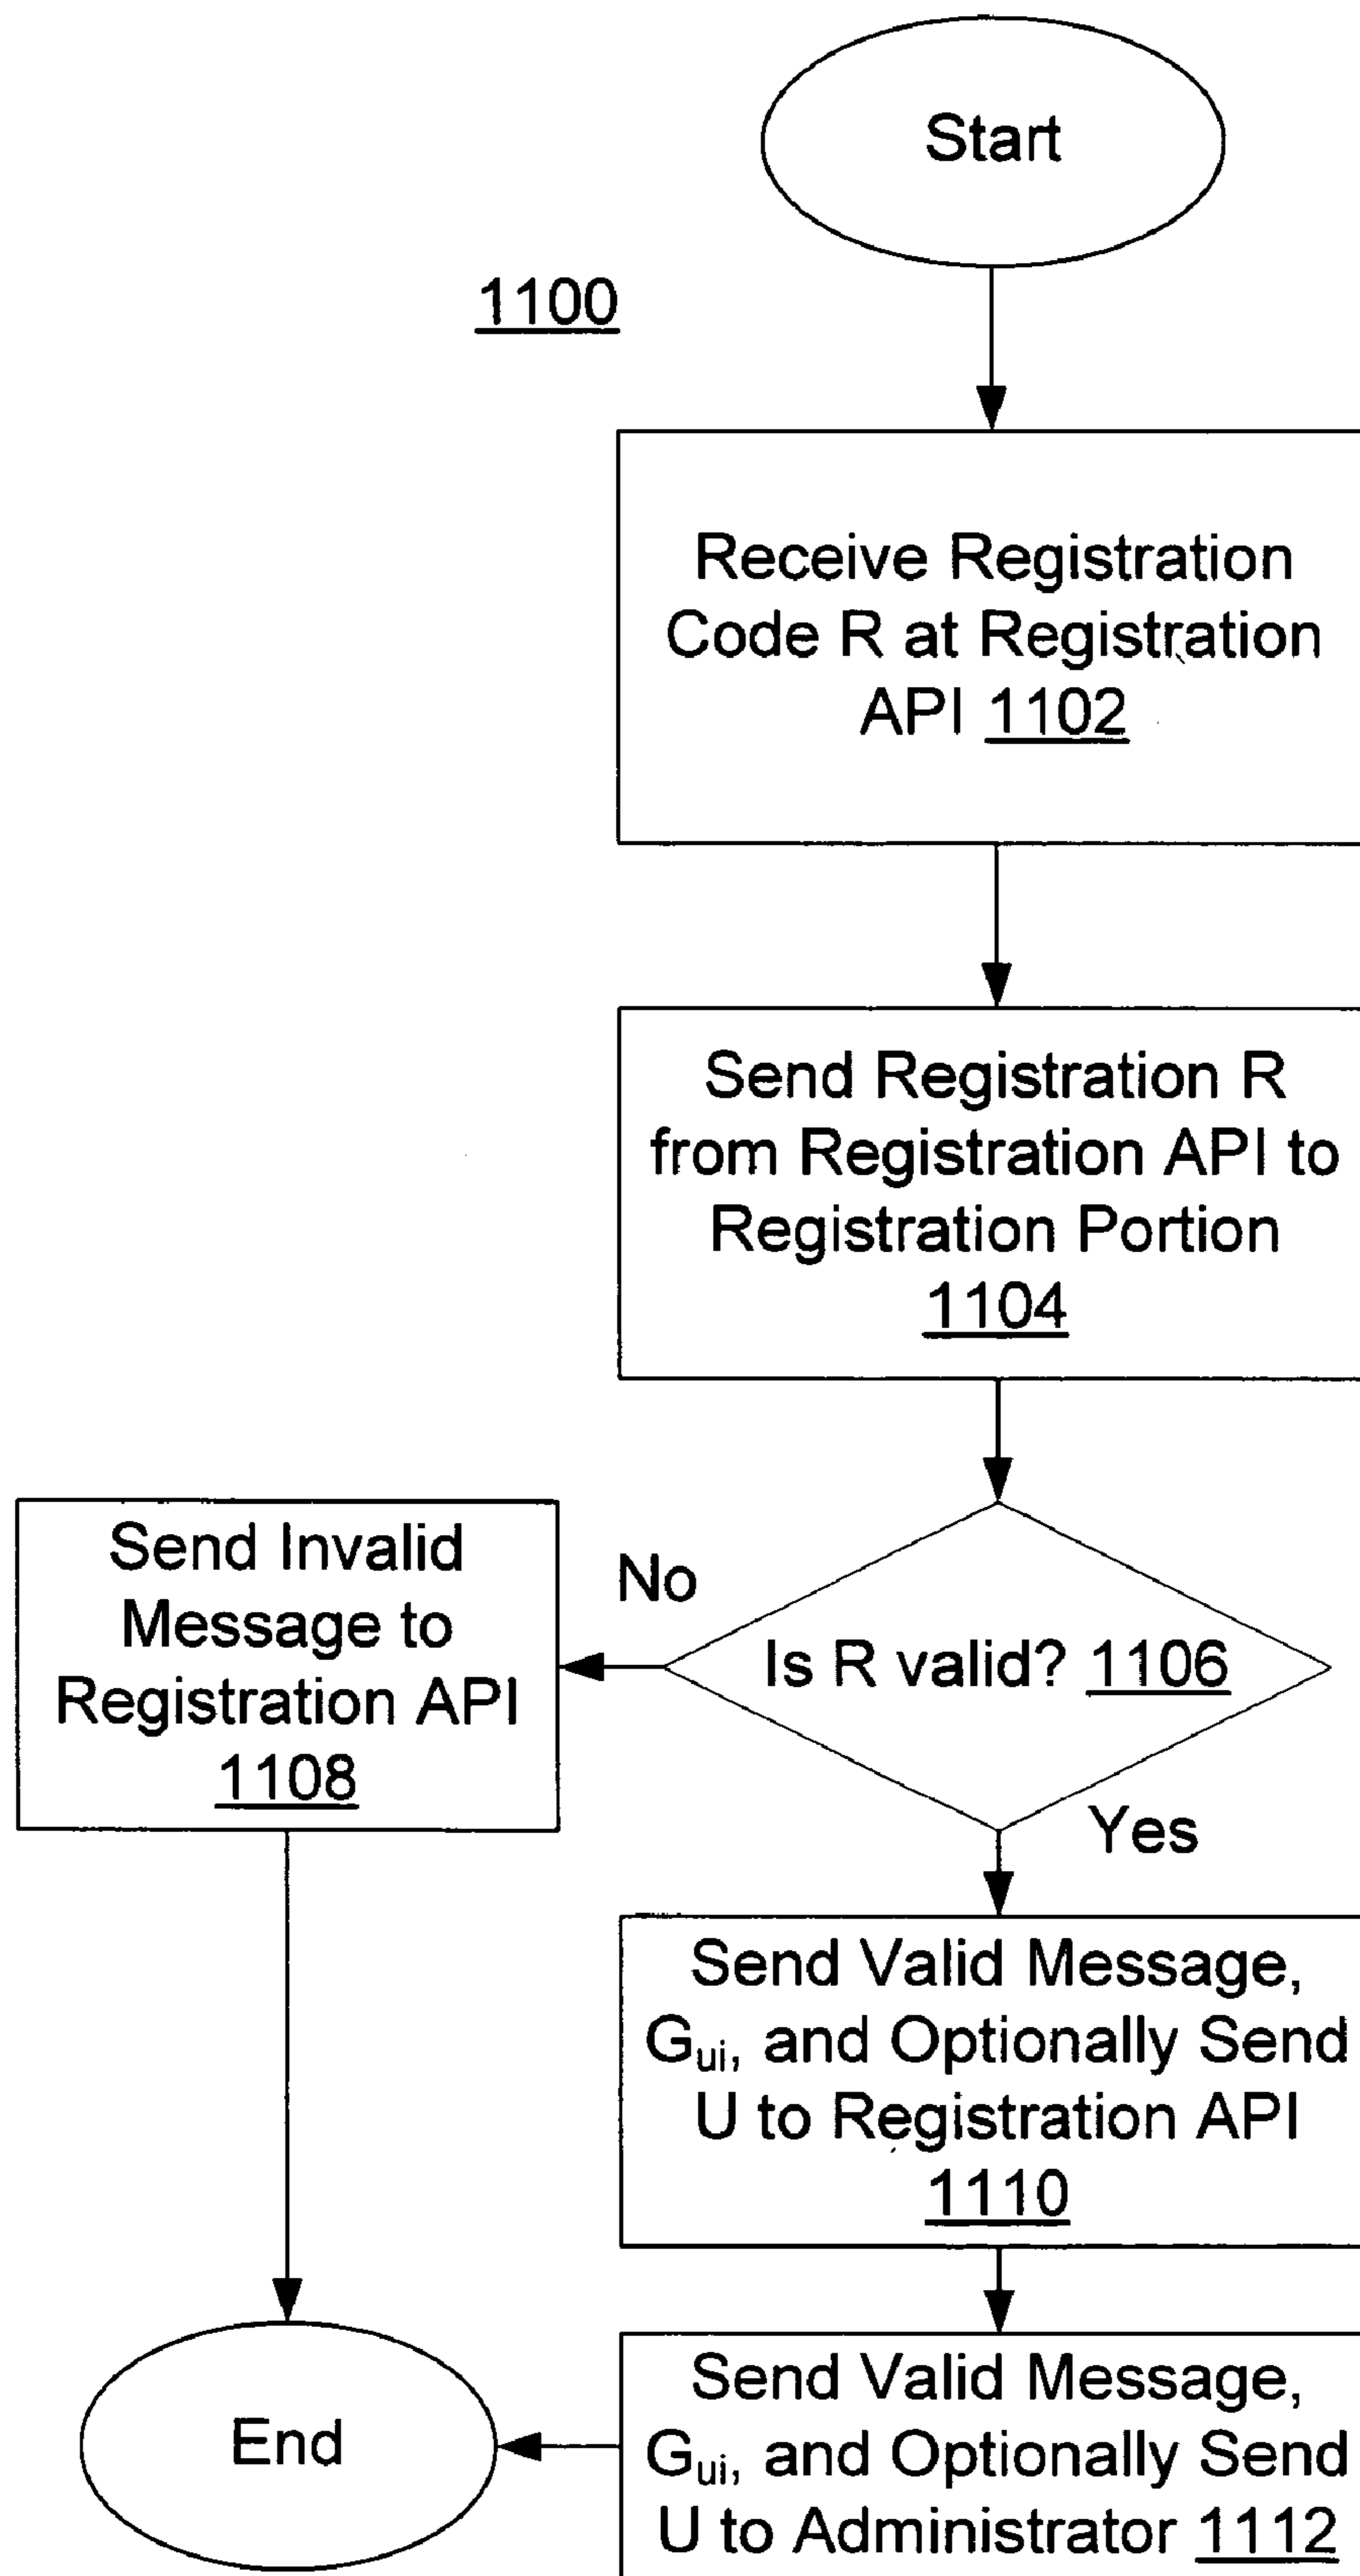 Start
1100
Receive Registration
Code R at Registration
API 1102
Send Registration R
from Registration API to
Registration Portion
1104
Is R valid? 1106
No
Send Invalid
Message to
Registration API
1108
Yes
Send Valid Message,
Gui, and Optionally Send
U to Registration API
1110
Send Valid Message,
Gui, and Optionally Send
U to Administrator 1112
End